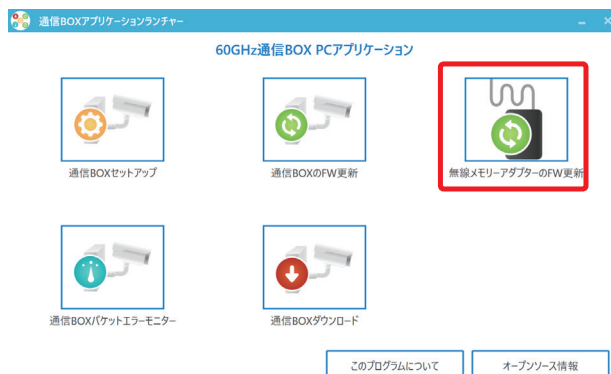 通信BOXアプリケーションランチャー
60GHz通信BOX PCアプリケーション
通信BOXセットアップ
通信BOXのFW更新
無線メモリーアダプターのFW更新
通信BOXパケットエラーモニター
通信BOXダウンロード
このプログラムについて
オープンソース情報